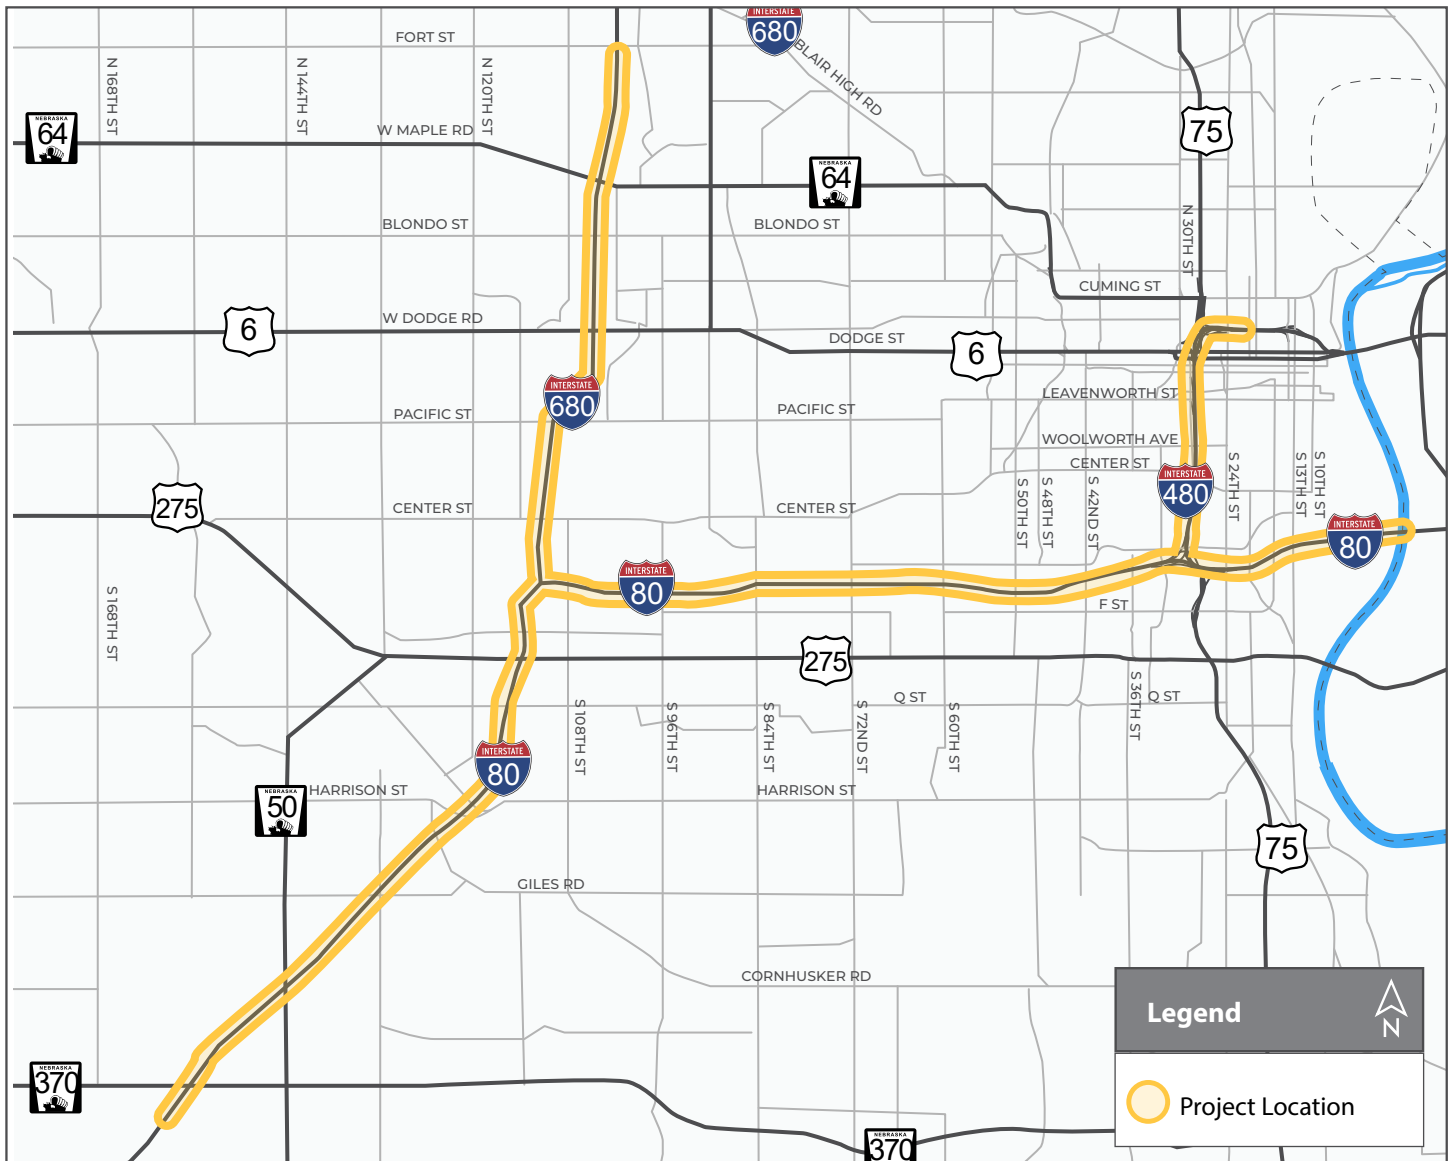 INTERSTATE
680
FORT ST
BLAIR HIGH RD
N 168TH ST
N 144TH ST
N 120TH ST
NEBRASKA
64
W MAPLE RD
75
NEBRASKA
64
BLONDO ST
BLONDO ST
N 30TH ST
CUMING ST
6
W DODGE RD
DODGE ST
6
INTERSTATE
680
LEAVENWORTH ST
PACIFIC ST
PACIFIC ST
WOOLWORTH AVE
CENTER ST
INTERSTATE
480
S 24TH ST
S 13TH ST
S 10TH ST
275
CENTER ST
CENTER ST
S 50TH ST
S 48TH ST
S 42ND ST
INTERSTATE
80
INTERSTATE
80
S 168TH ST
F ST
275
Q ST
S 36TH ST
Q ST
S 108TH ST
S 96TH ST
S 84TH ST
S 72ND ST
S 60TH ST
INTERSTATE
80
NEBRASKA
50
HARRISON ST
HARRISON ST
75
GILES RD
CORNHUSKER RD
Legend
N
NEBRASKA
370
Project Location
NEBRASKA
370